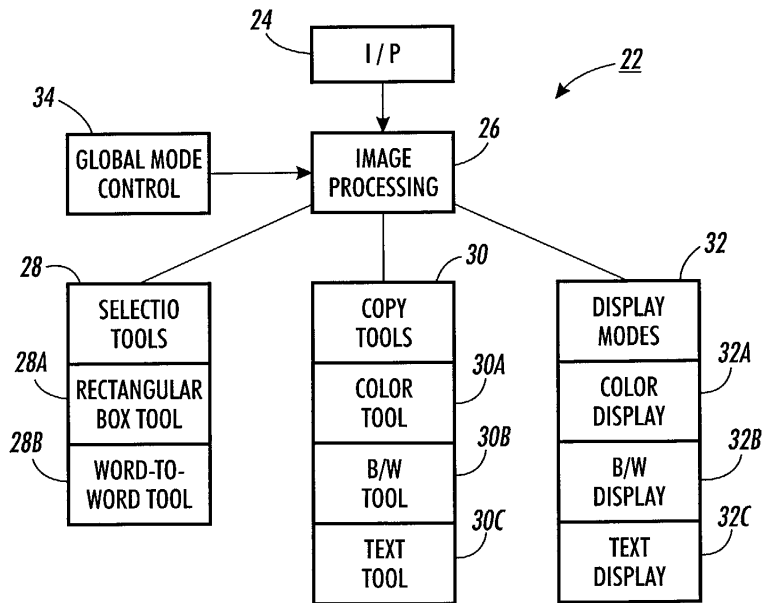 24
I / P
22
34
GLOBAL MODE
CONTROL
IMAGE
PROCESSING
26
28
SELECTIO
TOOLS
28A
RECTANGULAR
BOX TOOL
28B
WORD-TO-
WORD TOOL
30
COPY
TOOLS
30A
COLOR
TOOL
30B
B/W
TOOL
30C
TEXT
TOOL
32
DISPLAY
MODES
32A
COLOR
DISPLAY
32B
B/W
DISPLAY
32C
TEXT
DISPLAY